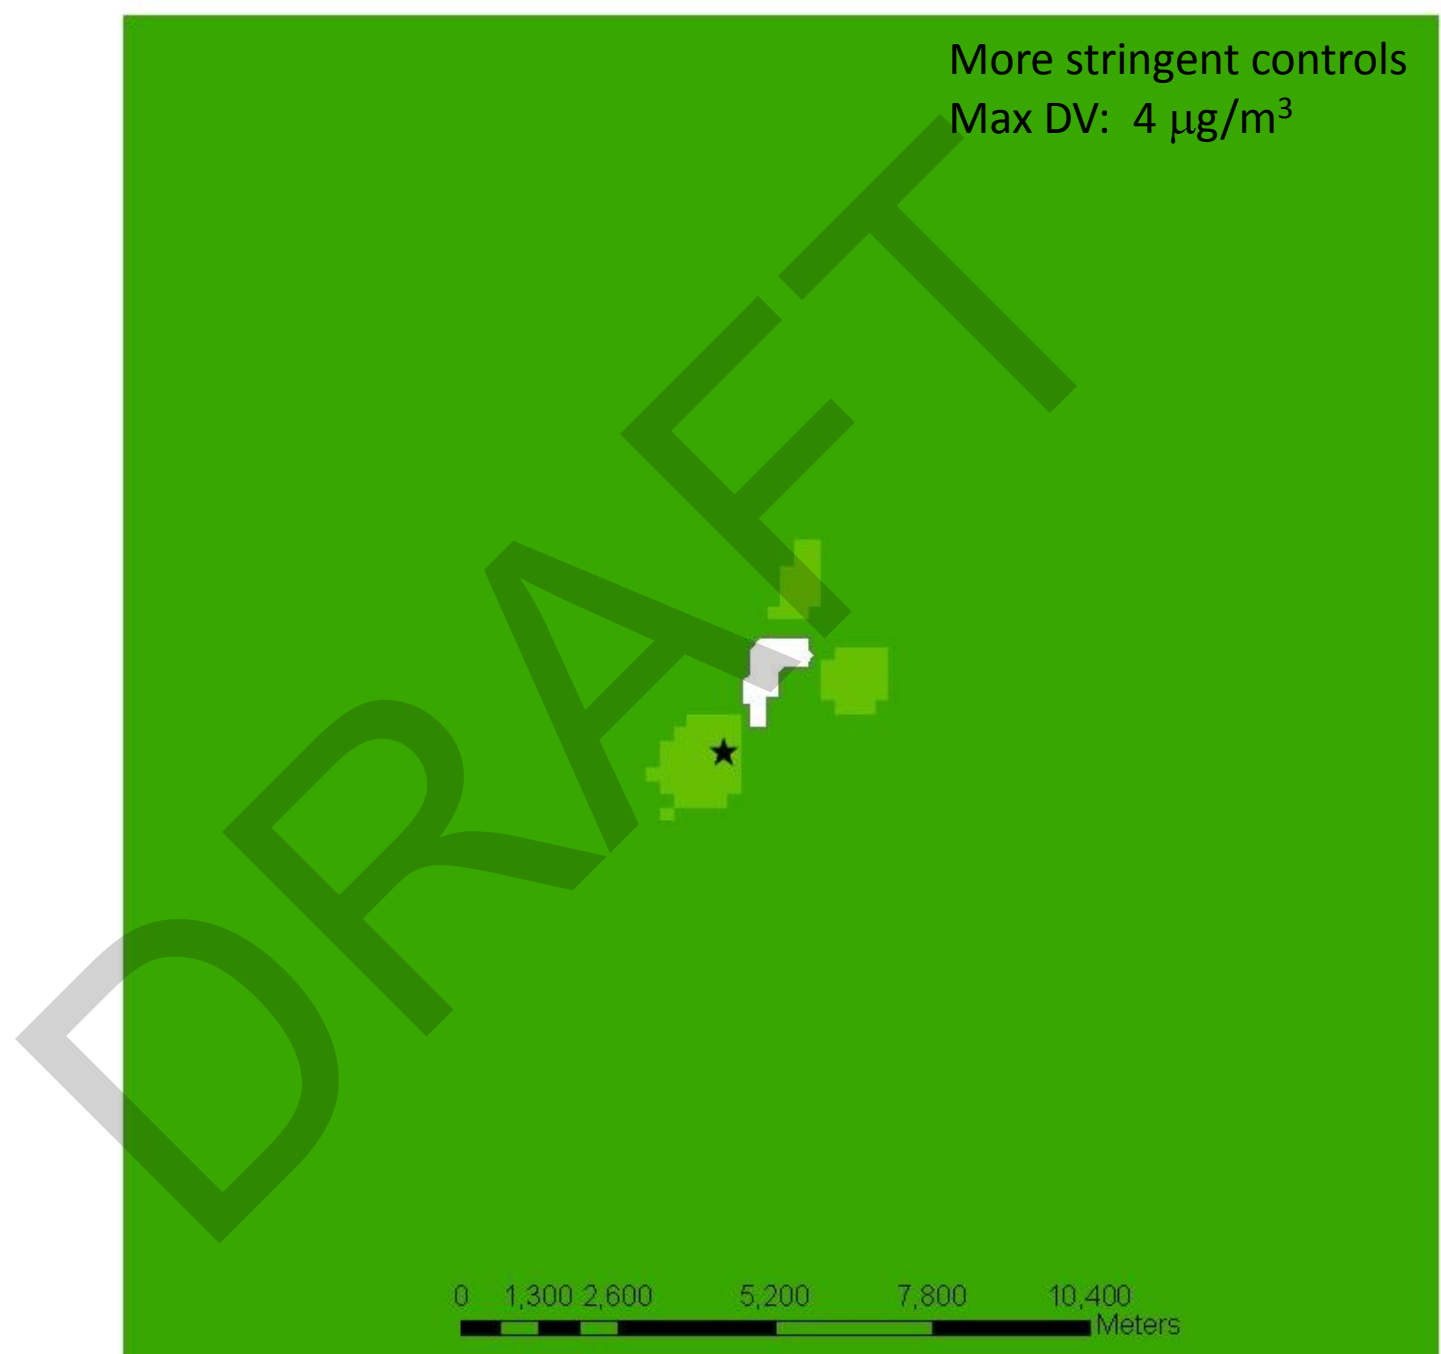 More stringent controls
Max DV: 4 μg/m³
DRAFT
0 1,300 2,600 5,200 7,800 10,400
Meters